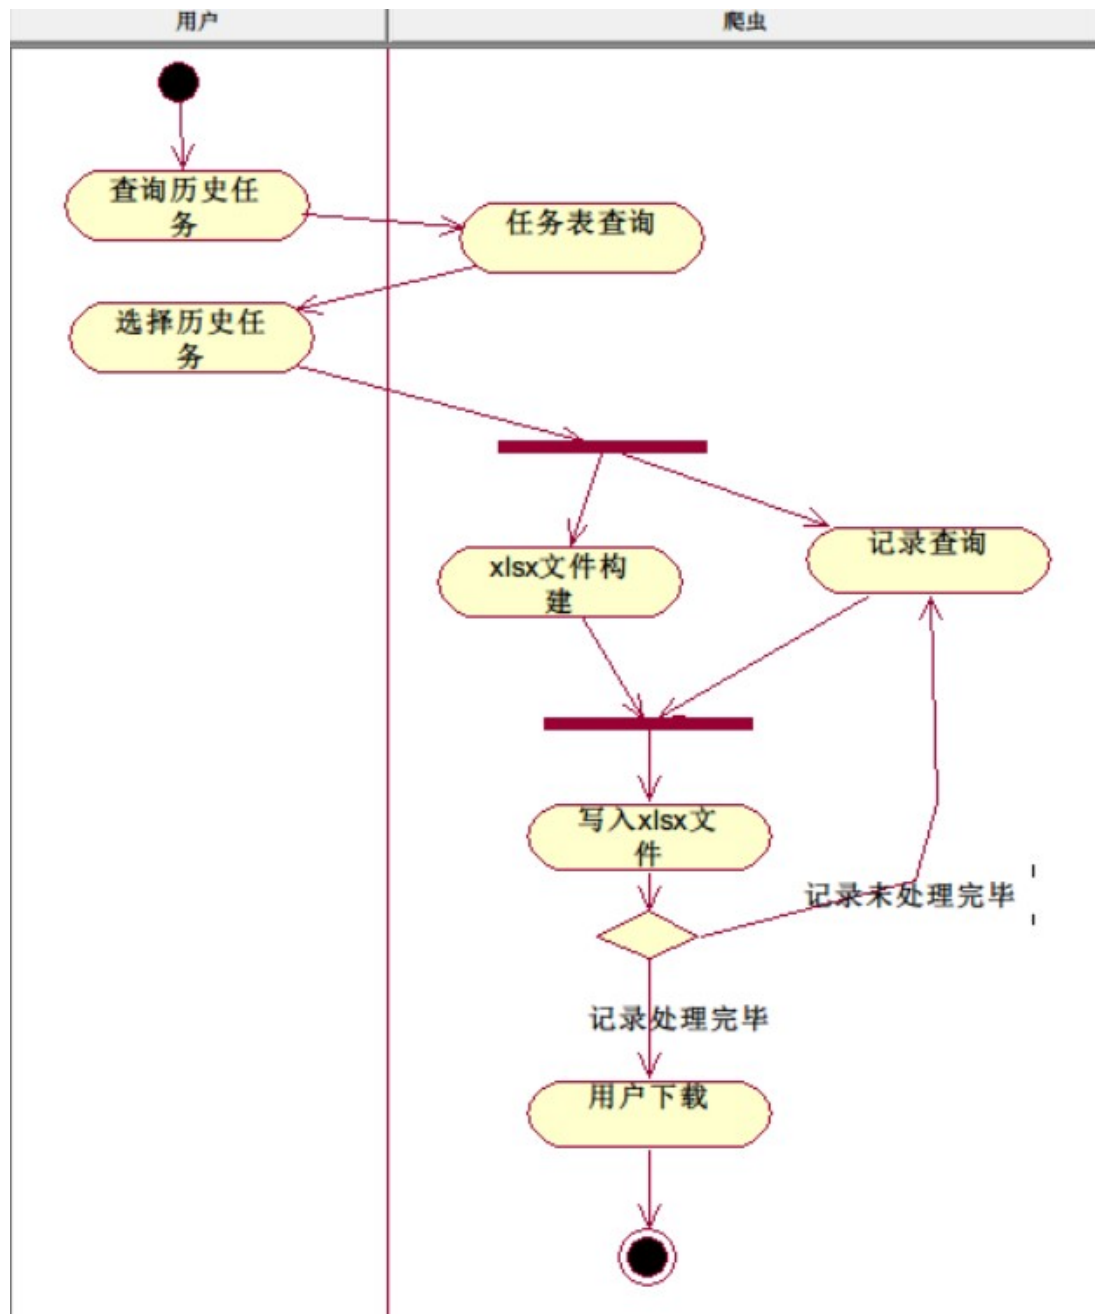 用户
爬虫
查询历史任
务
任务表查询
选择历史任
务
记录查询
xlsx文件构
建
写入xlsx文
件
记录末处理完毕
记录处理完毕
用户下载